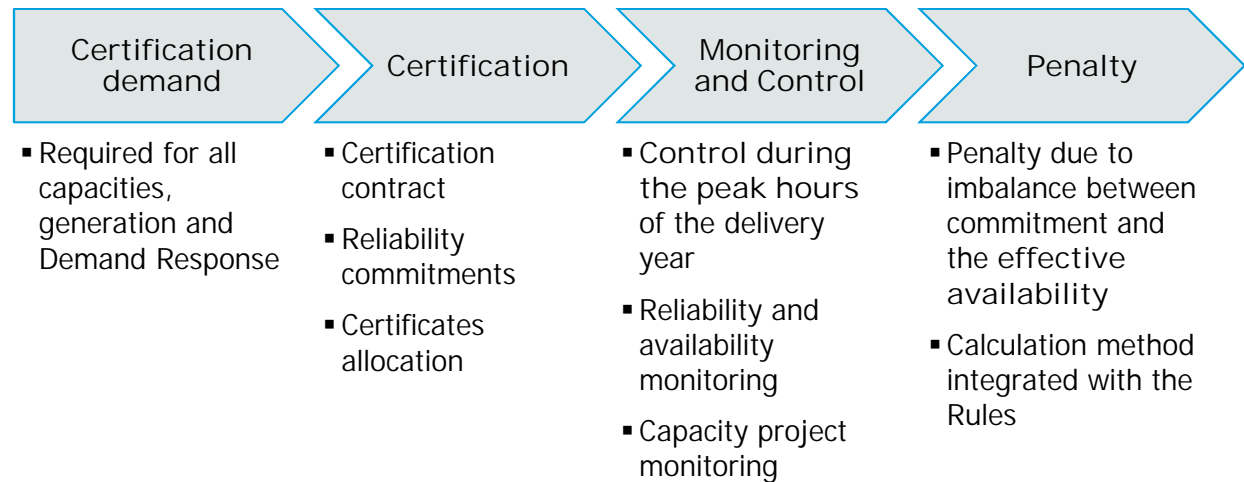 Certification
demand
Certification
Monitoring
and Control
Penalty
▪ Required for all
capacities,
generation and
Demand Response
▪ Certification
contract
▪ Reliability
commitments
▪ Certificates
allocation
▪ Control during
the peak hours
of the delivery
year
▪ Reliability and
availability
monitoring
▪ Capacity project
monitoring
▪ Penalty due to
imbalance between
commitment and
the effective
availability
▪ Calculation method
integrated with the
Rules